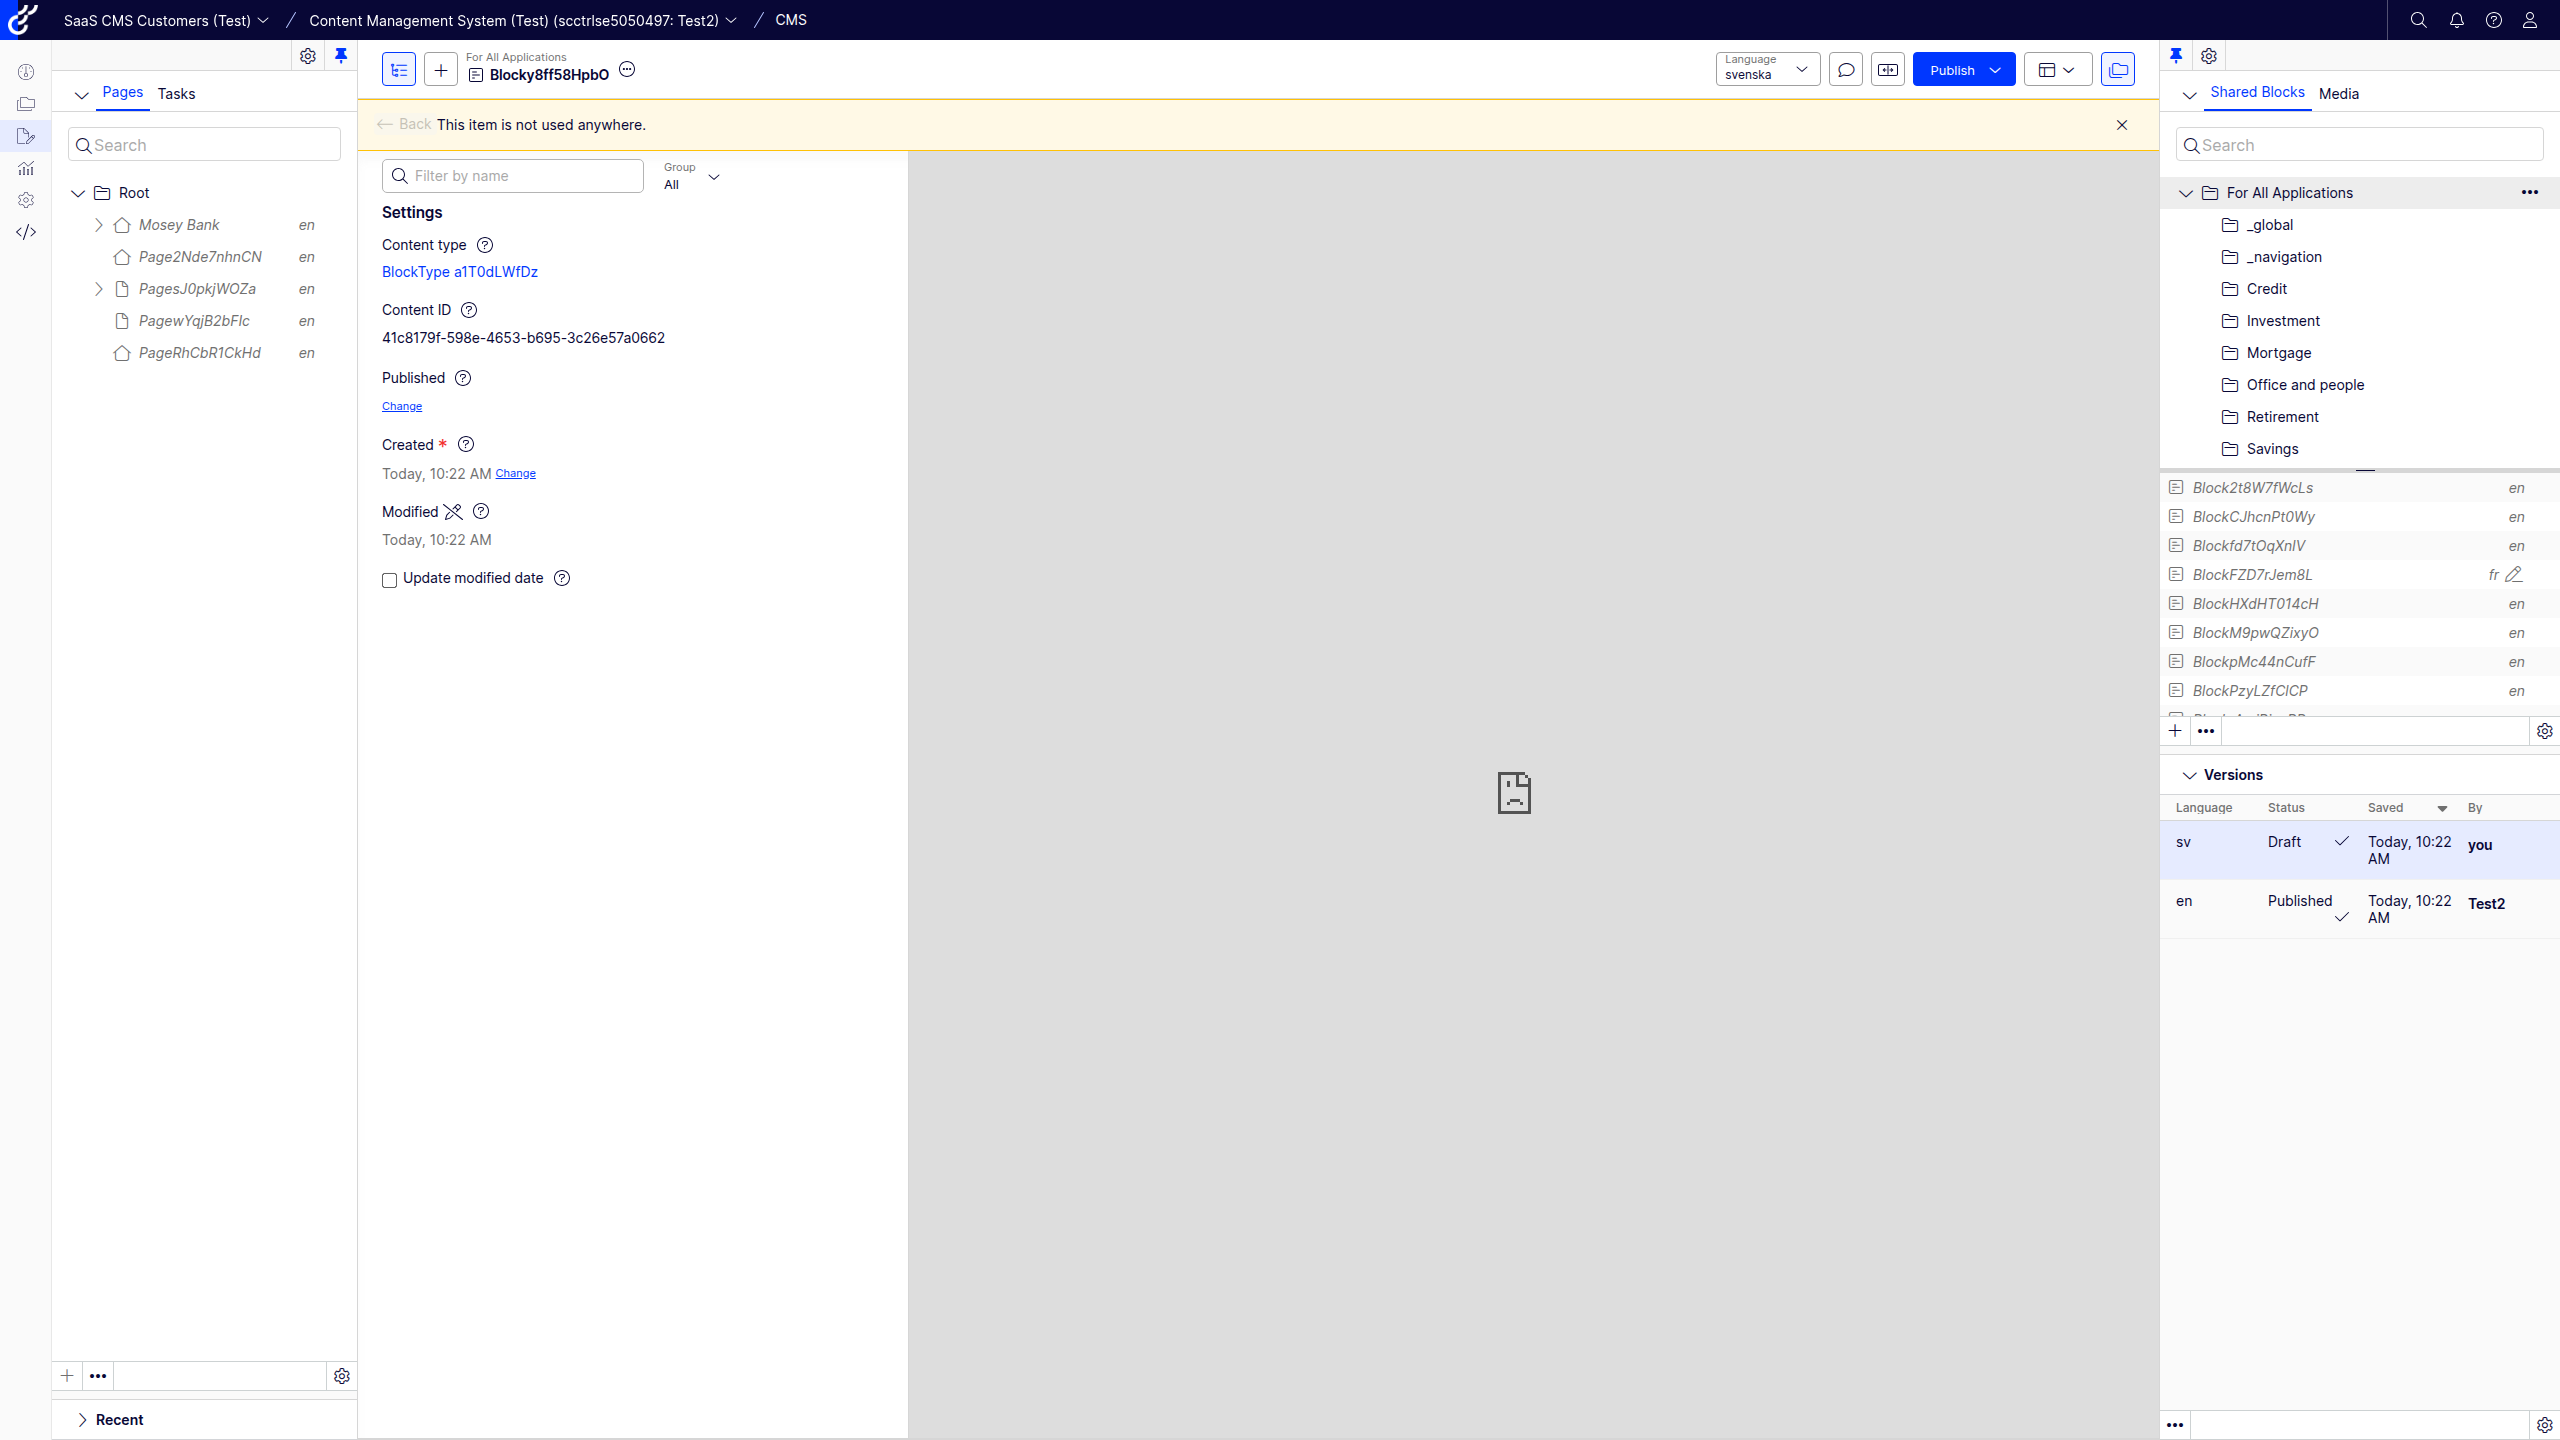 SaaS CMS Customers (Test) / Content Management System (Test) (scctrlse5050497: Test2) / CMS
Pages Tasks
Search
Root
Mosey Bank en
Page2Nde7nhnCN en
PagesJ0pkjWOZa en
PagewYqjB2bFlc en
PageRhCbR1CkHd en
Recent
For All Applications
Blocky8ff58HpbO
Language
svenska
Publish
Back This item is not used anywhere.
Filter by name
Group
All
Settings
Content type
BlockType a1T0dLWfDz
Content ID
41c8179f-598e-4653-b695-3c26e57a0662
Published
Change
Created *
Today, 10:22 AM Change
Modified
Today, 10:22 AM
Update modified date
Shared Blocks Media
Search
For All Applications
_global
_navigation
Credit
Investment
Mortgage
Office and people
Retirement
Savings
Block2t8W7fWcLs en
BlockCJhcnPt0Wy en
Blockfd7tOqXnlV en
BlockFZD7rJem8L fr
BlockHXdHT014cH en
BlockM9pwQZixyO en
BlockpMc44nCufF en
BlockPzyLZfClCP en
Versions
Language Status Saved By
sv Draft Today, 10:22 AM you
en Published Today, 10:22 AM Test2